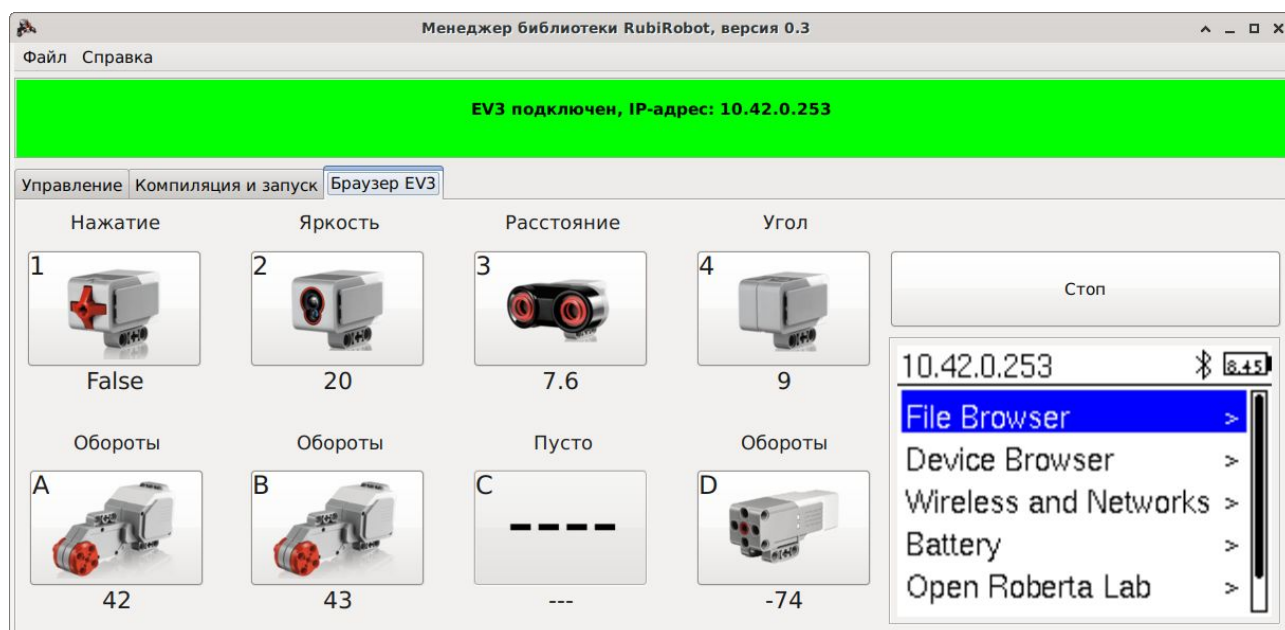 Менеджер библиотеки RubiRobot, версия 0.3
Файл Справка
EV3 подключен, IP-адрес: 10.42.0.253
Управление Компиляция и запуск Браузер EV3
Нажатие Яркость Расстояние Угол
1 2 3 4
False 20 7.6 9
Обороты Обороты Пусто Обороты
A B C D
42 43 --- -74
Стоп
10.42.0.253 8.45
File Browser >
Device Browser >
Wireless and Networks >
Battery >
Open Roberta Lab >